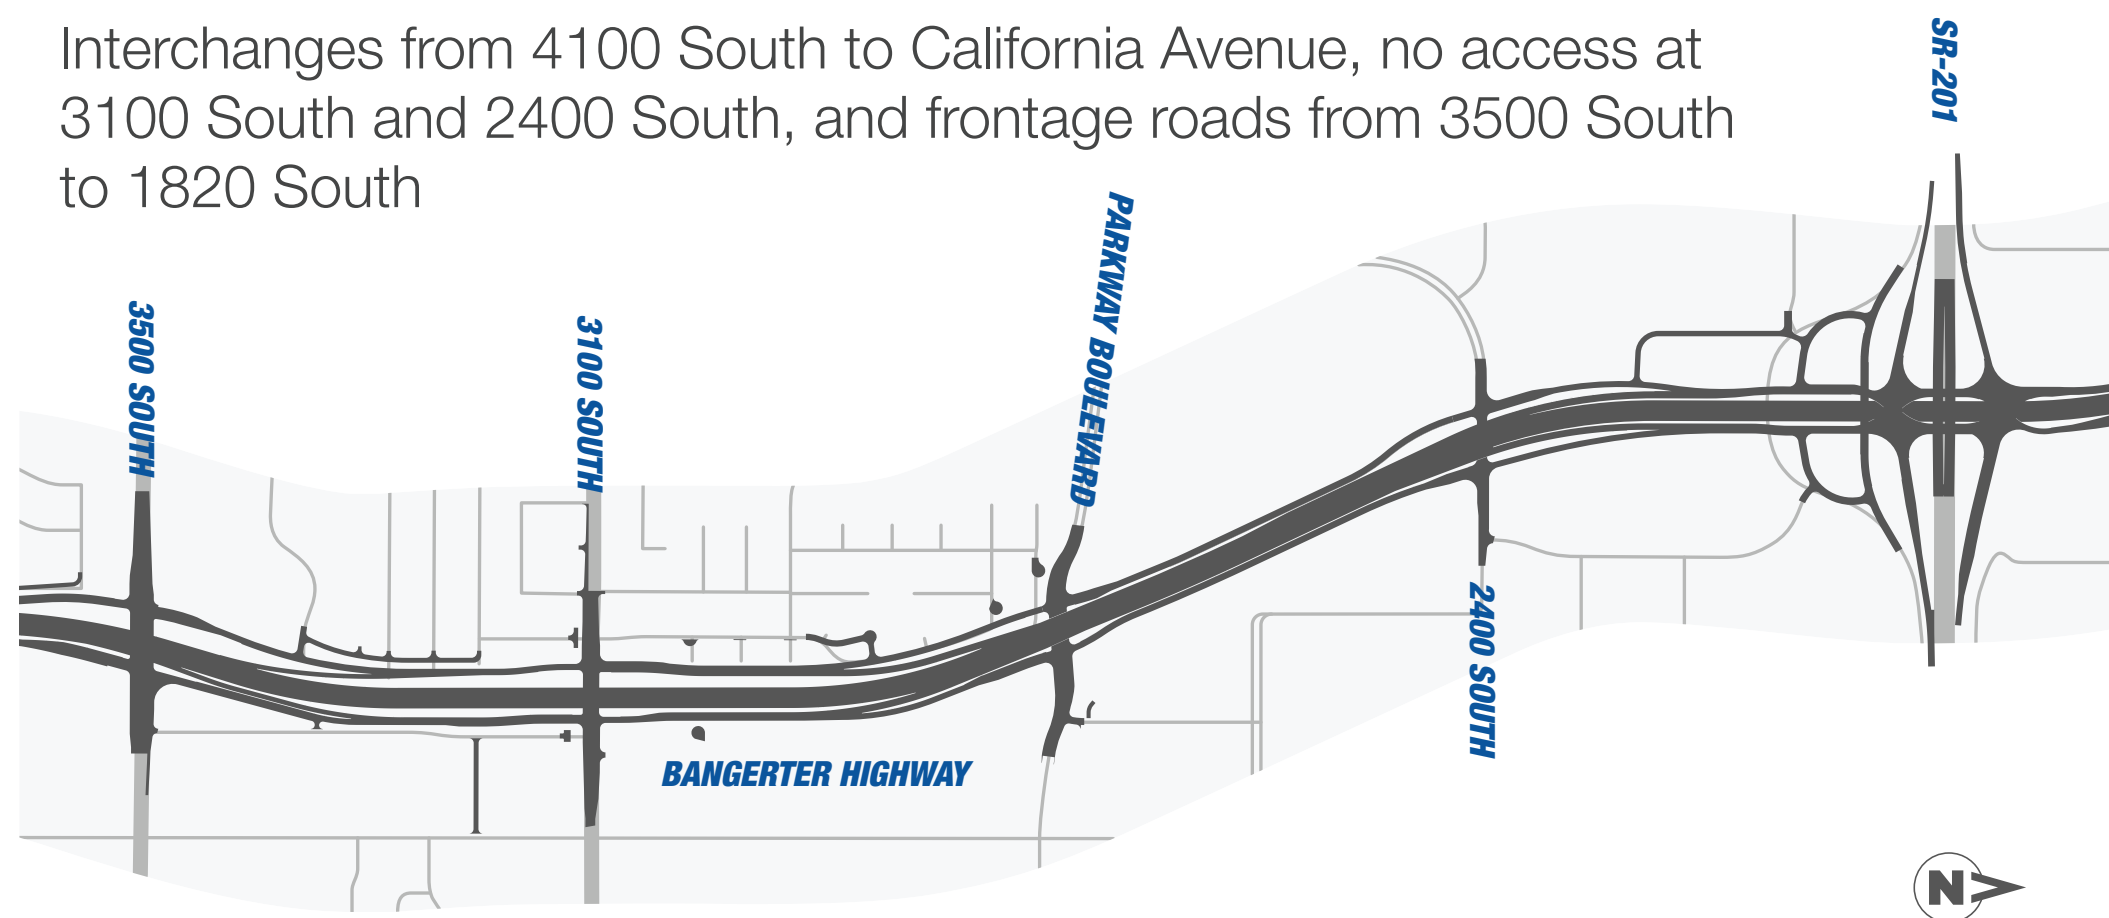 Interchanges from 4100 South to California Avenue, no access at
3100 South and 2400 South, and frontage roads from 3500 South
to 1820 South
SR-201
PARKWAY BOULEVARD
3500 SOUTH
3100 SOUTH
2400 SOUTH
BANGERTER HIGHWAY
N